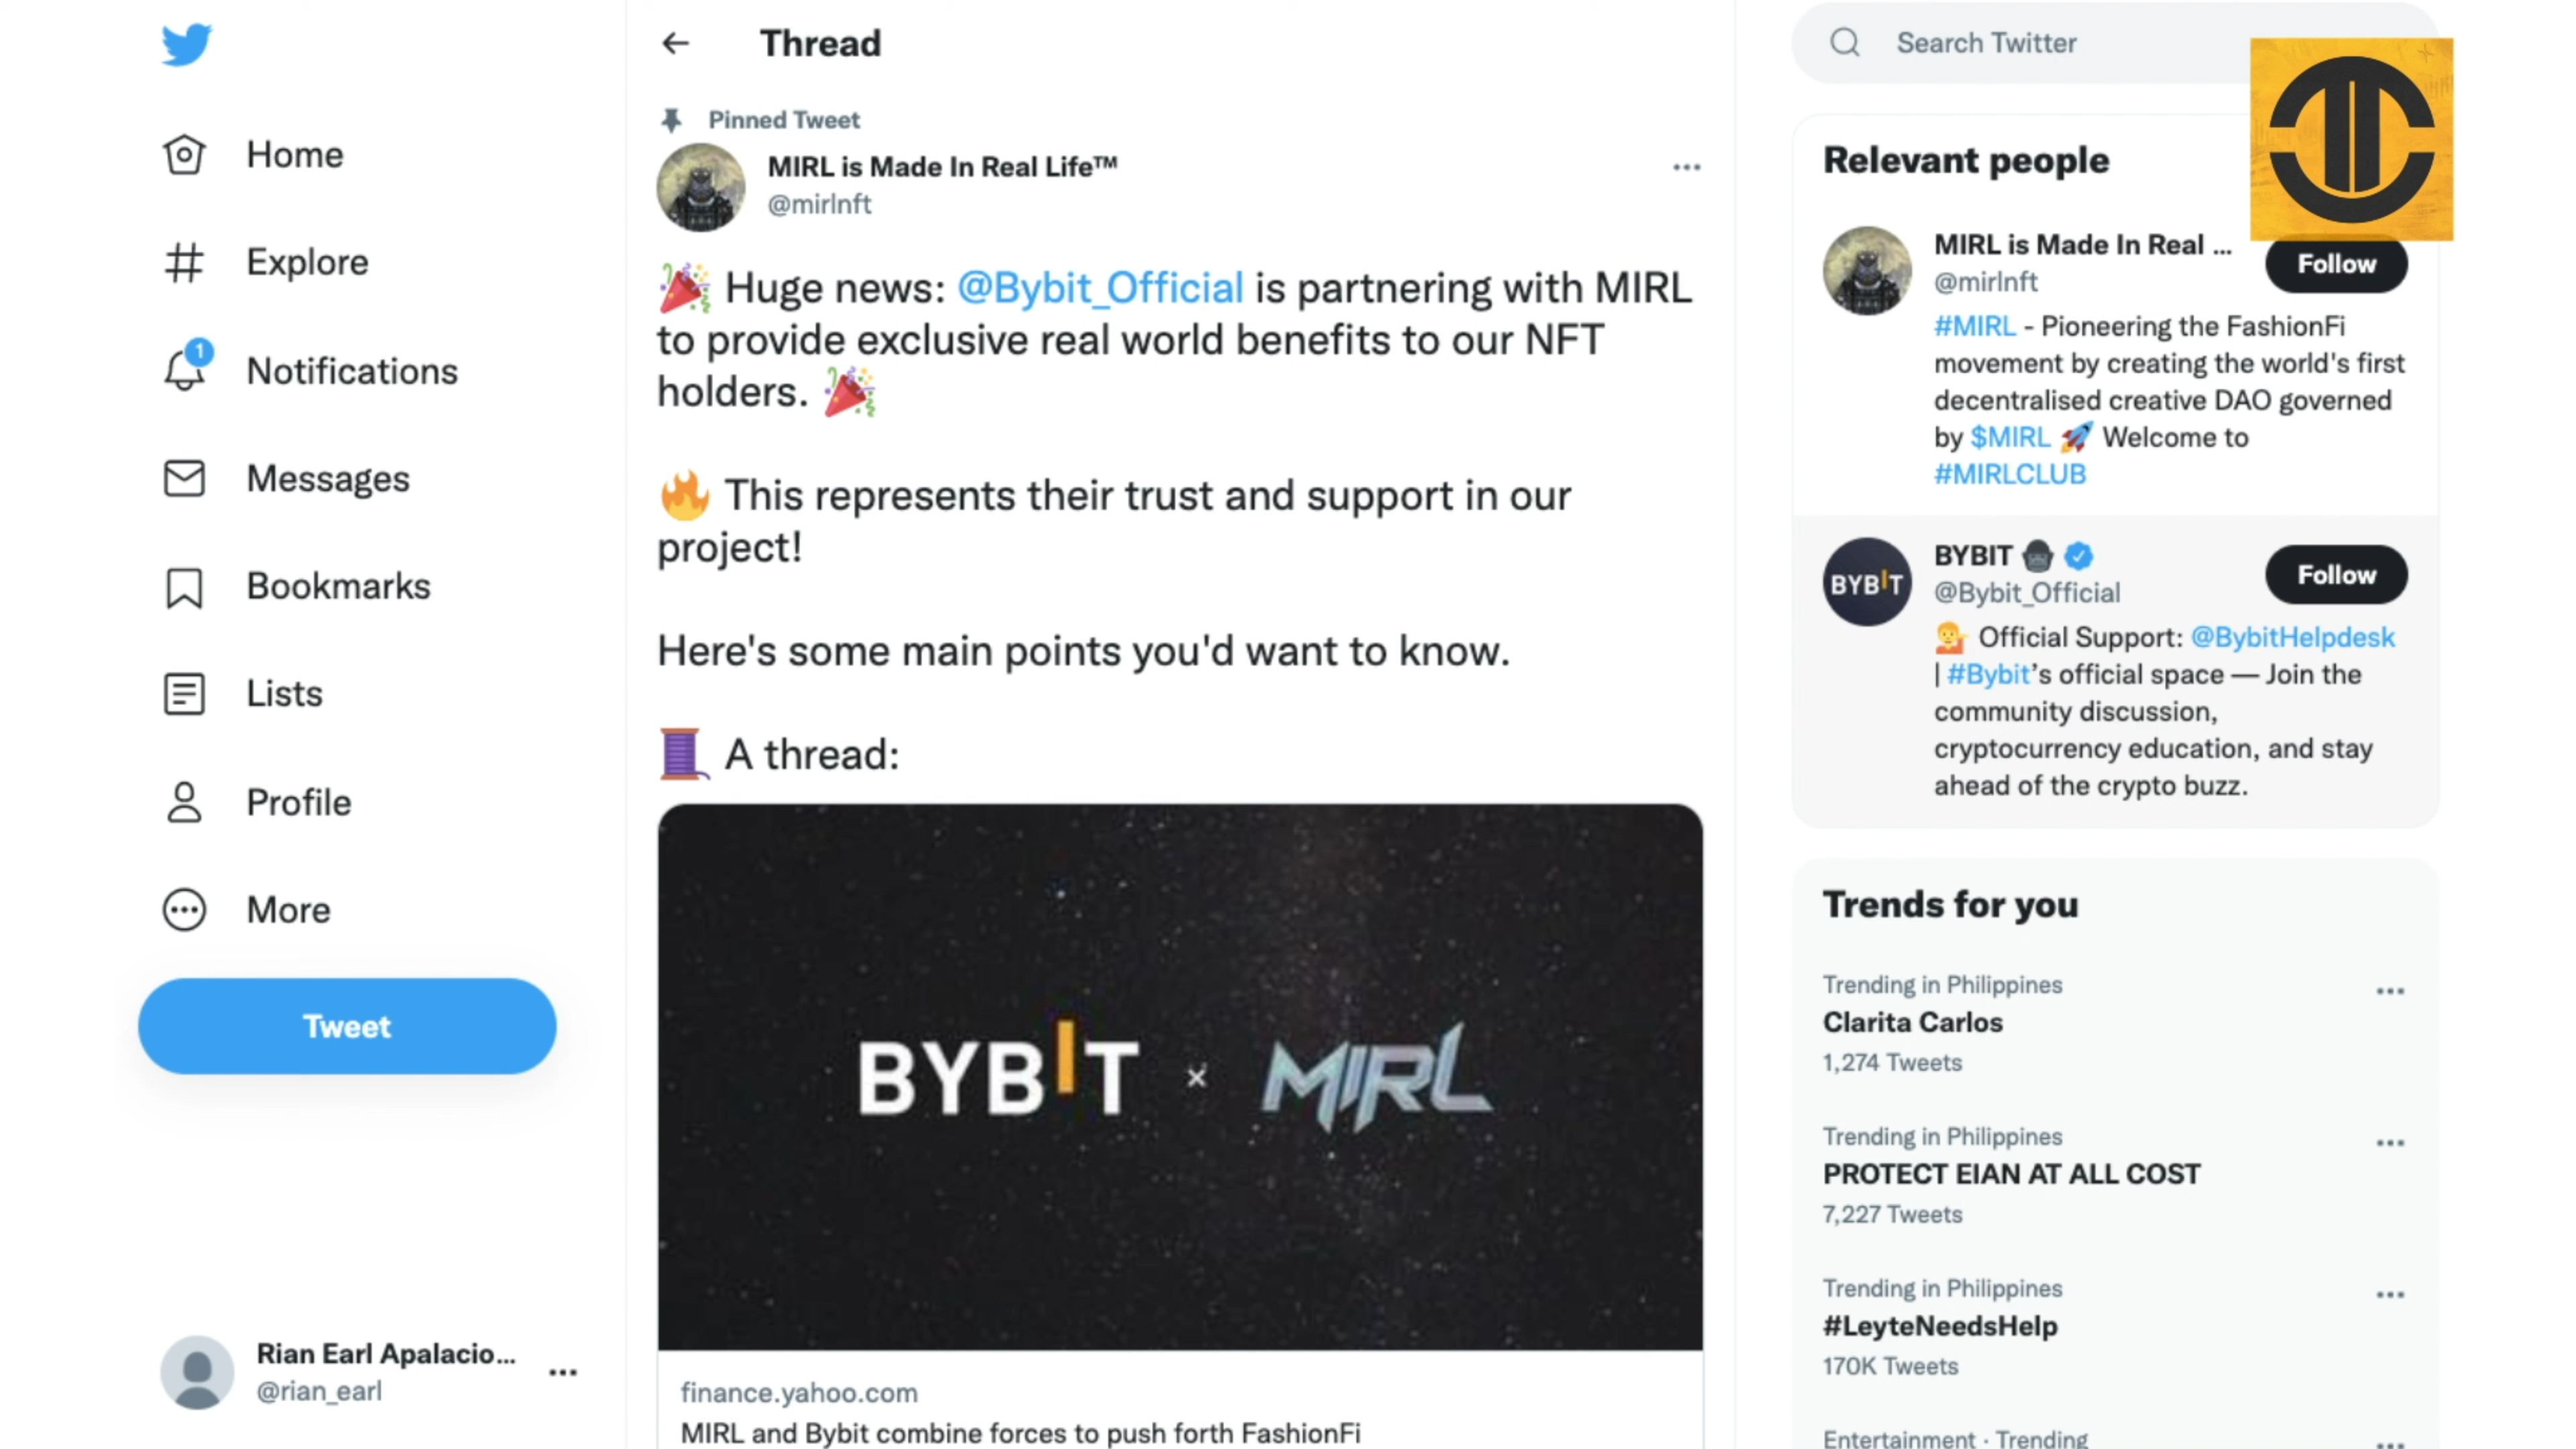 Home
Explore
1
Notifications
Messages
Bookmarks
Lists
Profile
More
Tweet
Rian Earl Apalacio...
@rian_earl
Thread
Pinned Tweet
MIRL is Made In Real Life™
@mirlnft
Huge news: @Bybit_Official is partnering with MIRL
to provide exclusive real world benefits to our NFT
holders.
This represents their trust and support in our
project!
Here's some main points you'd want to know.
A thread:
BYBIT × MIRL
finance.yahoo.com
MIRL and Bybit combine forces to push forth FashionFi
Search Twitter
Relevant people
MIRL is Made In Real ...
@mirlnft
Follow
#MIRL - Pioneering the FashionFi
movement by creating the world's first
decentralised creative DAO governed
by $MIRL 🚀 Welcome to
#MIRLCLUB
BYBIT
BYBIT
@Bybit_Official
Follow
Official Support: @BybitHelpdesk
| #Bybit’s official space — Join the
community discussion,
cryptocurrency education, and stay
ahead of the crypto buzz.
Trends for you
Trending in Philippines
Clarita Carlos
1,274 Tweets
Trending in Philippines
PROTECT EIAN AT ALL COST
7,227 Tweets
Trending in Philippines
#LeyteNeedsHelp
170K Tweets
Entertainment · Trending